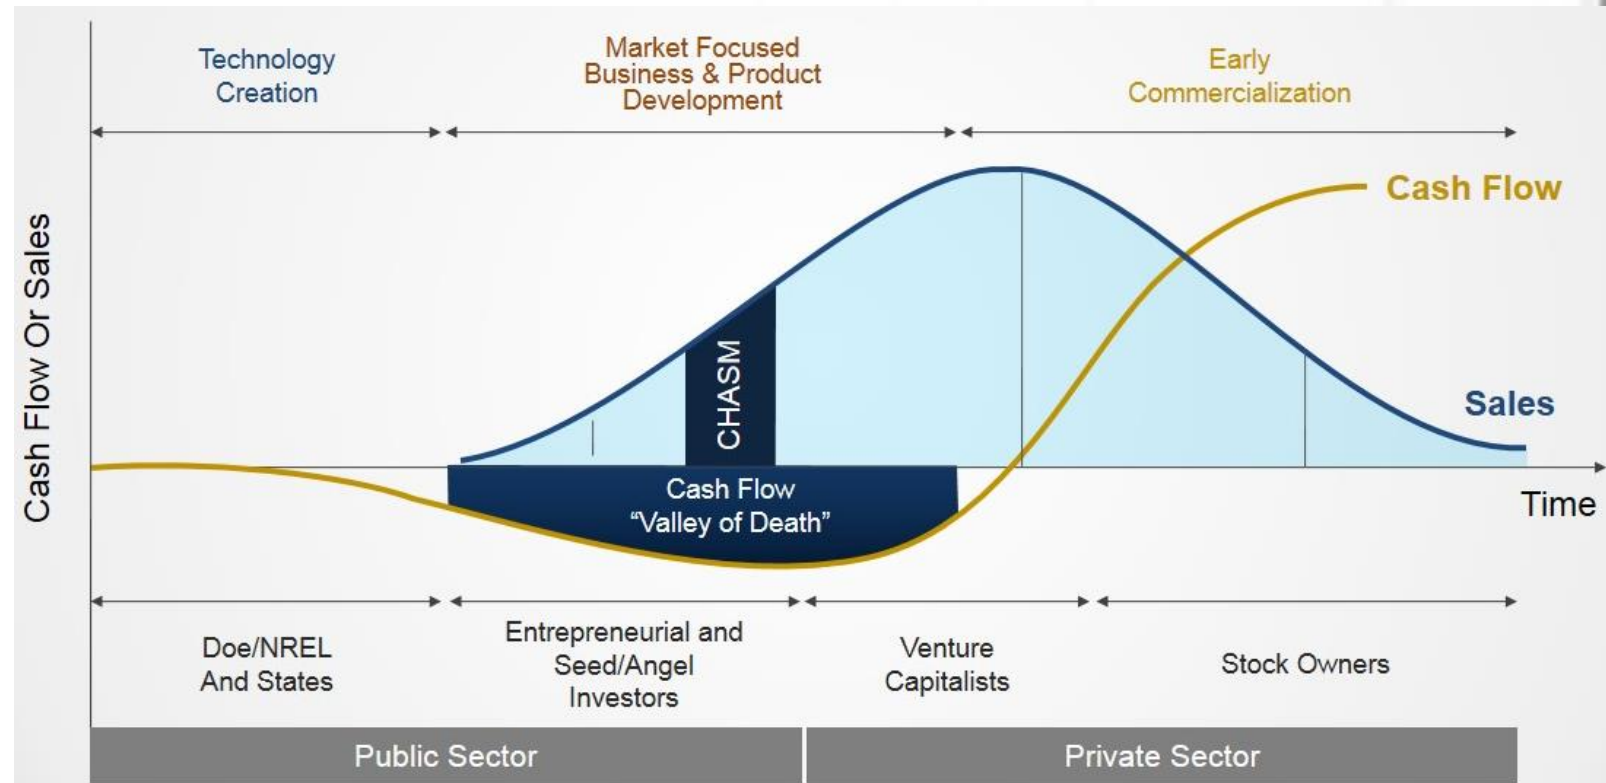 Technology
Creation
Market Focused
Business & Product
Development
Early
Commercialization
Cash Flow
Cash Flow Or Sales
CHASM
Sales
Cash Flow
“Valley of Death”
Time
Doe/NREL
And States
Entrepreneurial and
Seed/Angel
Investors
Venture
Capitalists
Stock Owners
Public Sector
Private Sector